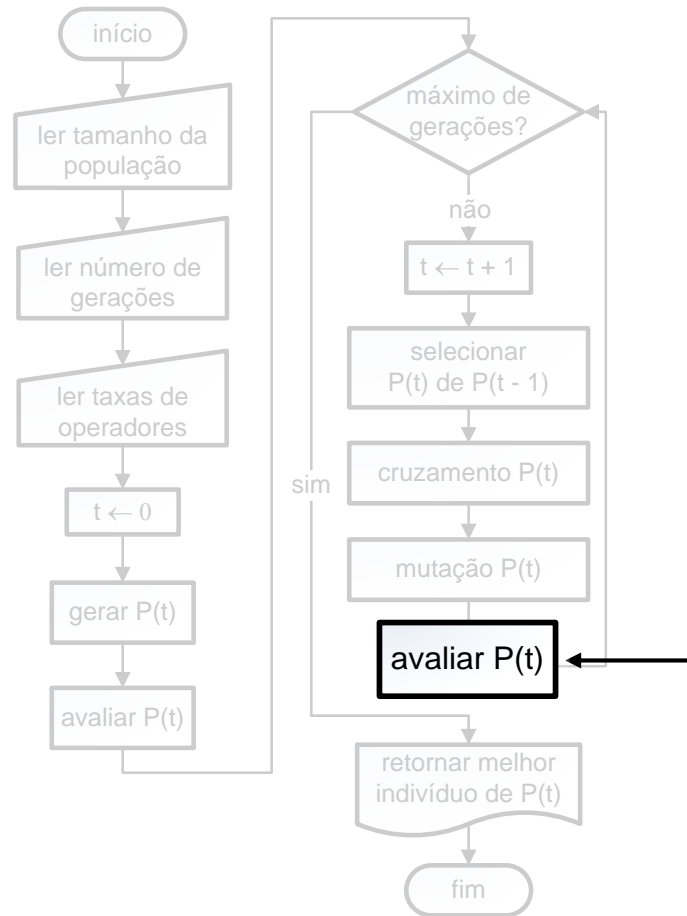 início
ler tamanho da
população
ler número de
gerações
ler taxas de
operadores
t ← 0
gerar P(t)
avaliar P(t)
máximo de
gerações?
não
t ← t + 1
selecionar
P(t) de P(t - 1)
cruzamento P(t)
sim
mutação P(t)
avaliar P(t)
retornar melhor
indivíduo de P(t)
fim